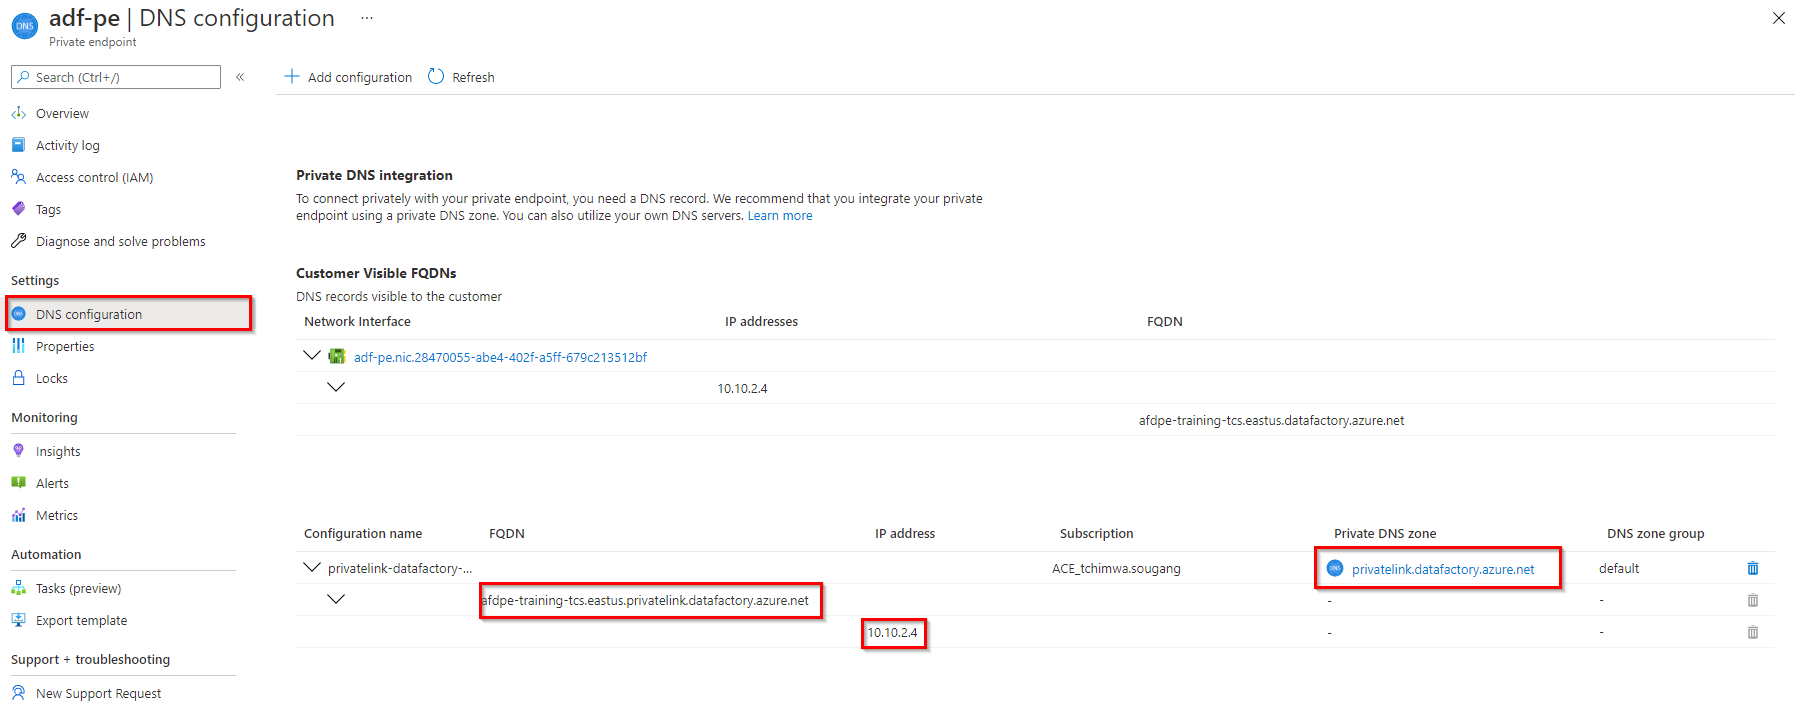 adf-pe | DNS configuration ...
Private endpoint
Search (Ctrl+/)
Overview
Activity log
Access control (IAM)
Tags
Diagnose and solve problems
Settings
DNS configuration
Properties
Locks
Monitoring
Insights
Alerts
Metrics
Automation
Tasks (preview)
Export template
Support + troubleshooting
New Support Request
Add configuration Refresh
Private DNS integration
To connect privately with your private endpoint, you need a DNS record. We recommend that you integrate your private
endpoint using a private DNS zone. You can also utilize your own DNS servers. Learn more
Customer Visible FQDNs
DNS records visible to the customer
Network Interface IP addresses FQDN
adf-pe.nic.28470055-abe4-402f-a5ff-679c213512bf
10.10.2.4
afdpe-training-tcs.eastus.datafactory.azure.net
Configuration name FQDN IP address Subscription Private DNS zone DNS zone group
privatelink-datafactory-... ACE_tchimwa.sougang privatelink.datafactory.azure.net default
afdpe-training-tcs.eastus.privatelink.datafactory.azure.net - -
10.10.2.4 - -